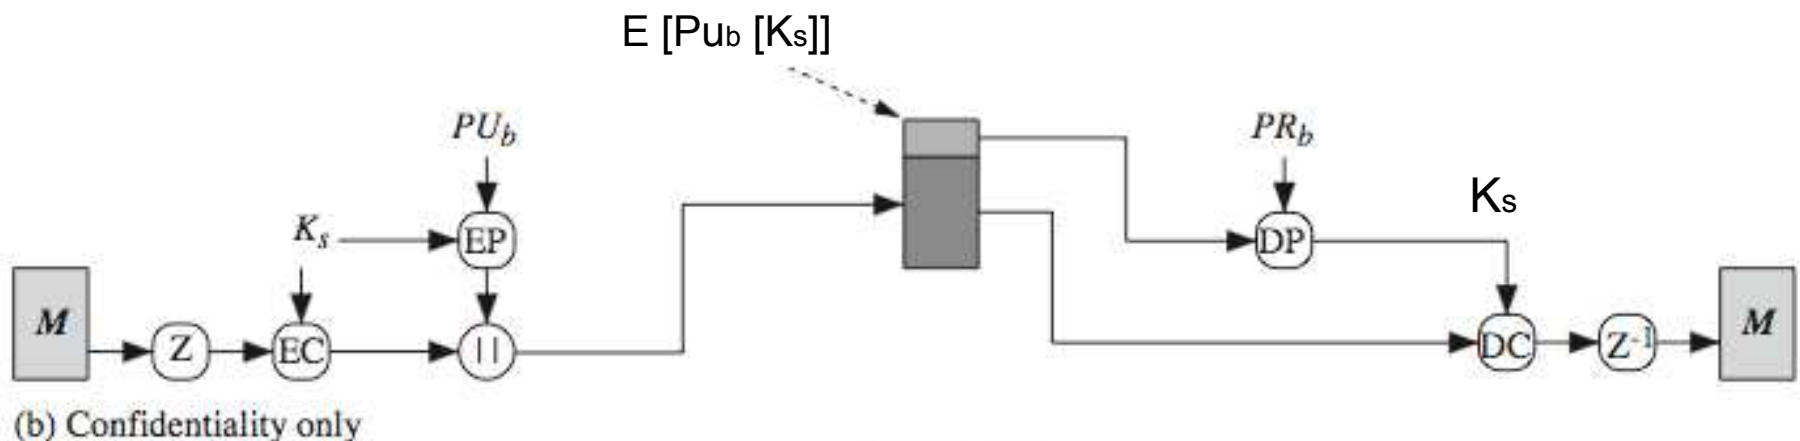 E [Pub [Ks]]
PUb
PRb
Ks
Ks
EP
DP
M
Z
EC
||
DC
Z-1
M
(b) Confidentiality only